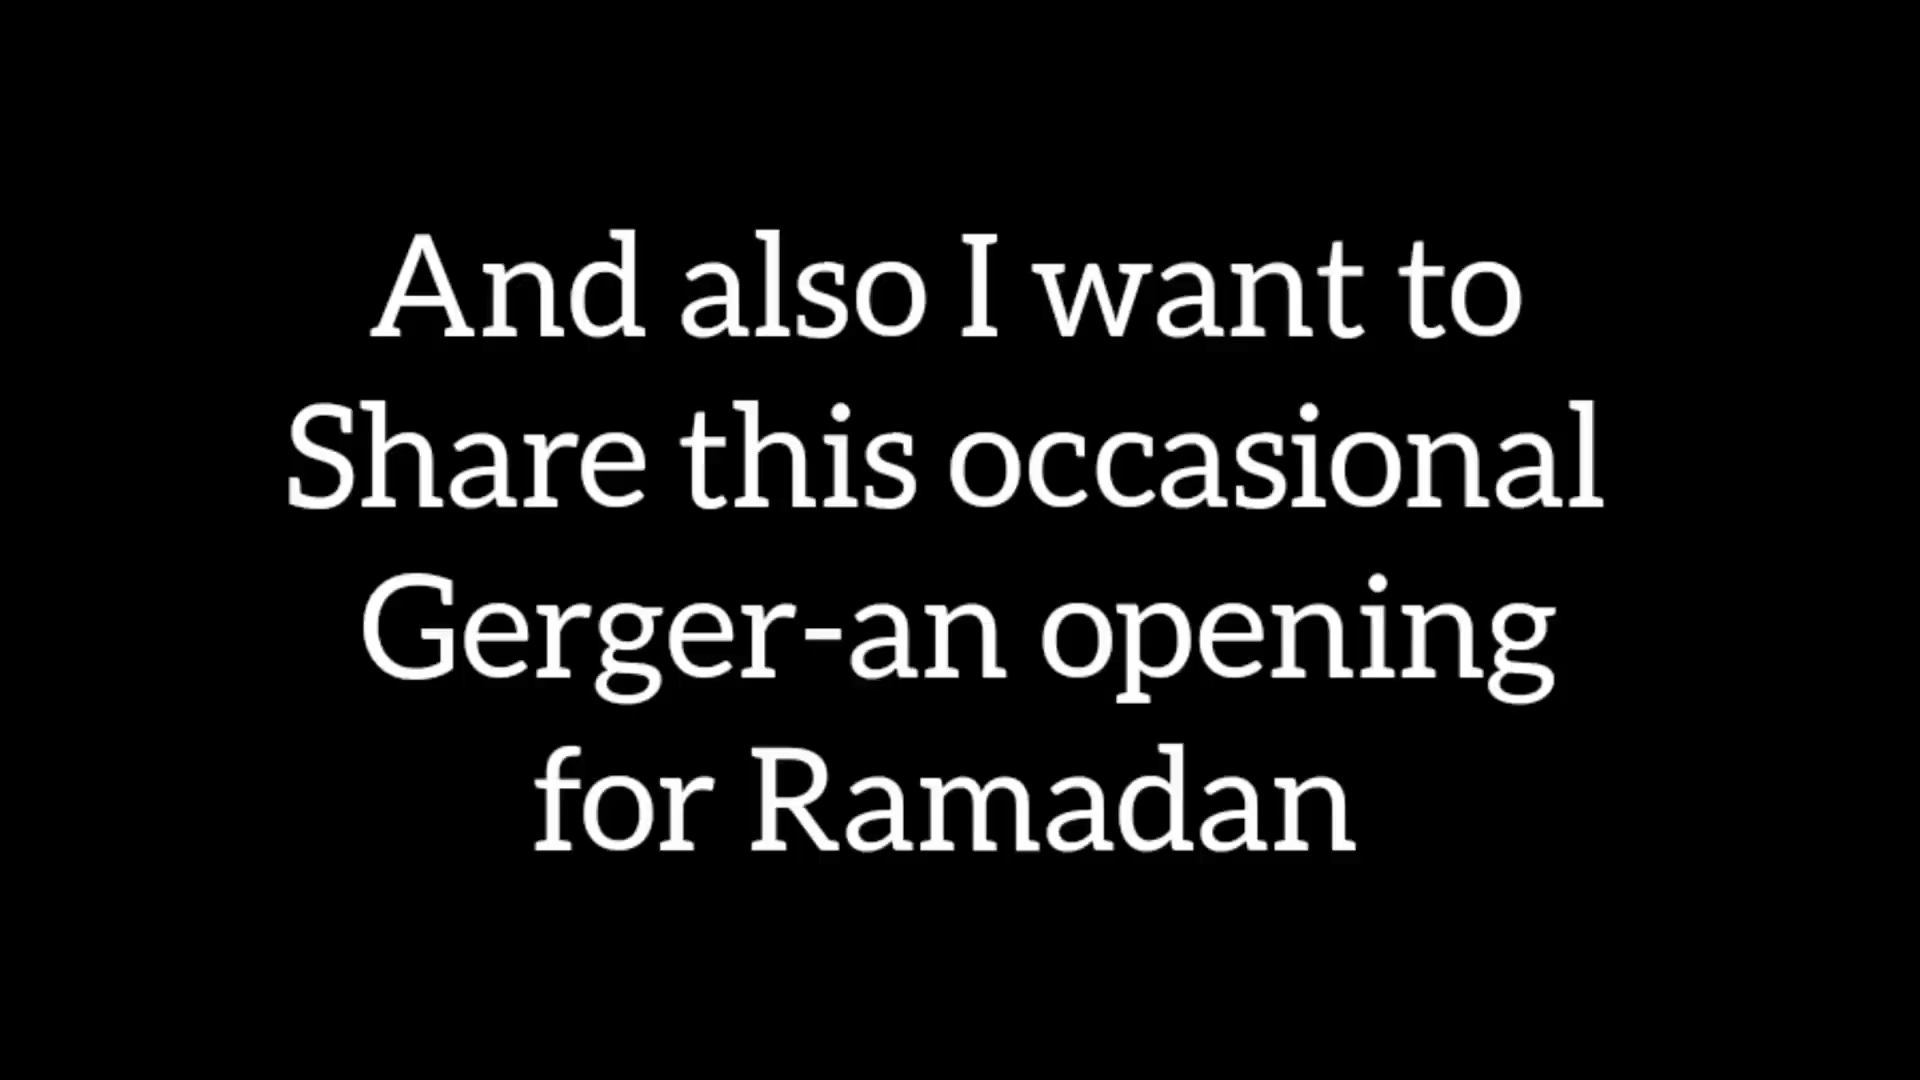 And also I want to
Share this occasional
Gerger-an opening
for Ramadan